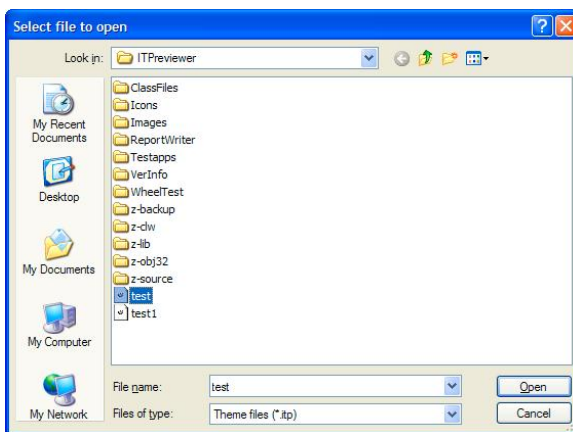 Select file to open
Look in: ITPreviewer
My Recent
Documents
Desktop
My Documents
My Computer
My Network
ClassFiles
Icons
Images
ReportWriter
Testapps
VerInfo
WheelTest
z-backup
z-clw
z-lib
z-obj32
z-source
test
test1
File name: test Open
Files of type: Theme files (*.itp) Cancel